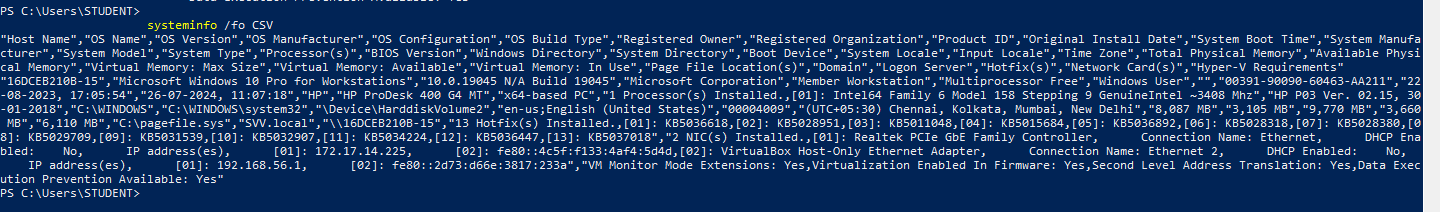 PS C:\Users\STUDENT>
systeminfo /fo CSV
"Host Name","OS Name","OS Version","OS Manufacturer","OS Configuration","OS Build Type","Registered Owner","Registered Organization","Product ID","Original Install Date","System Boot Time","System Manufa
cturer","System Model","System Type","Processor(s)","BIOS Version","Windows Directory","System Directory","Boot Device","System Locale","Input Locale","Time Zone","Total Physical Memory","Available Physi
cal Memory","Virtual Memory: Max Size","Virtual Memory: Available","Virtual Memory: In Use","Page File Location(s)","Domain","Logon Server","Hotfix(s)","Network Card(s)","Hyper-V Requirements"
"16DCEB210B-15","Microsoft Windows 10 Pro for Workstations","10.0.19045 N/A Build 19045","Microsoft Corporation","Member Workstation","Multiprocessor Free","Windows User","","00391-90090-60463-AA211","22
-08-2023, 17:05:54","26-07-2024, 11:07:18","HP","HP ProDesk 400 G4 MT","x64-based PC","1 Processor(s) Installed.,[01]: Intel64 Family 6 Model 158 Stepping 9 GenuineIntel ~3408 Mhz","HP P03 Ver. 02.15, 30
-01-2018","C:\WINDOWS","C:\WINDOWS\system32","\Device\HarddiskVolume2","en-us;English (United States)","00004009","(UTC+05:30) Chennai, Kolkata, Mumbai, New Delhi","8,087 MB","3,105 MB","9,770 MB","3,660
 MB","6,110 MB","C:\pagefile.sys","SVV.local","\\16DCEB210B-15","13 Hotfix(s) Installed.,[01]: KB5036618,[02]: KB5028951,[03]: KB5011048,[04]: KB5015684,[05]: KB5036892,[06]: KB5028318,[07]: KB5028380,[0
8]: KB5029709,[09]: KB5031539,[10]: KB5032907,[11]: KB5034224,[12]: KB5036447,[13]: KB5037018","2 NIC(s) Installed.,[01]: Realtek PCIe GbE Family Controller,      Connection Name: Ethernet,      DHCP Ena
bled:    No,      IP address(es),      [01]: 172.17.14.225,      [02]: fe80::4c5f:f133:4af4:5d4d,[02]: VirtualBox Host-Only Ethernet Adapter,      Connection Name: Ethernet 2,      DHCP Enabled:    No,
     IP address(es),      [01]: 192.168.56.1,      [02]: fe80::2d73:d66e:3817:233a","VM Monitor Mode Extensions: Yes,Virtualization Enabled In Firmware: Yes,Second Level Address Translation: Yes,Data Exec
ution Prevention Available: Yes"
PS C:\Users\STUDENT>